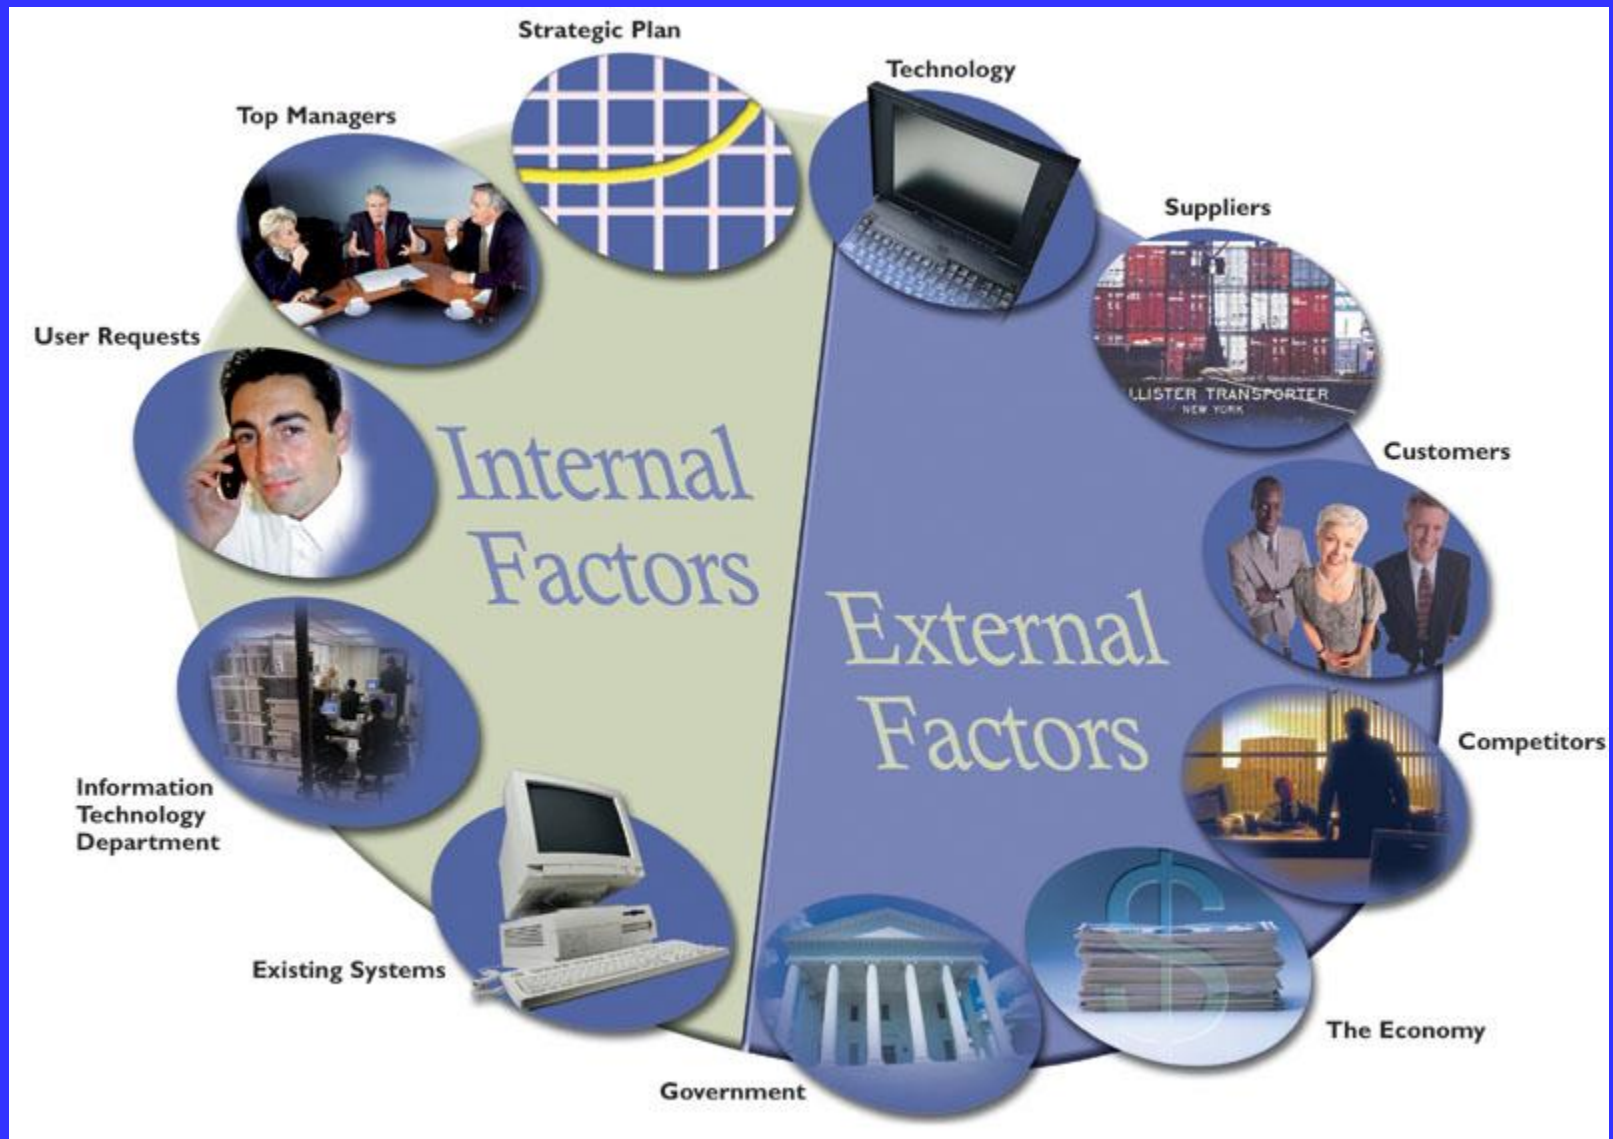 Strategic Plan
Technology
Top Managers
Suppliers
User Requests
LLISTER TRANSPORTER
NEW YORK
Internal
Factors
Customers
External
Factors
Competitors
Information
Technology
Department
Existing Systems
The Economy
Government